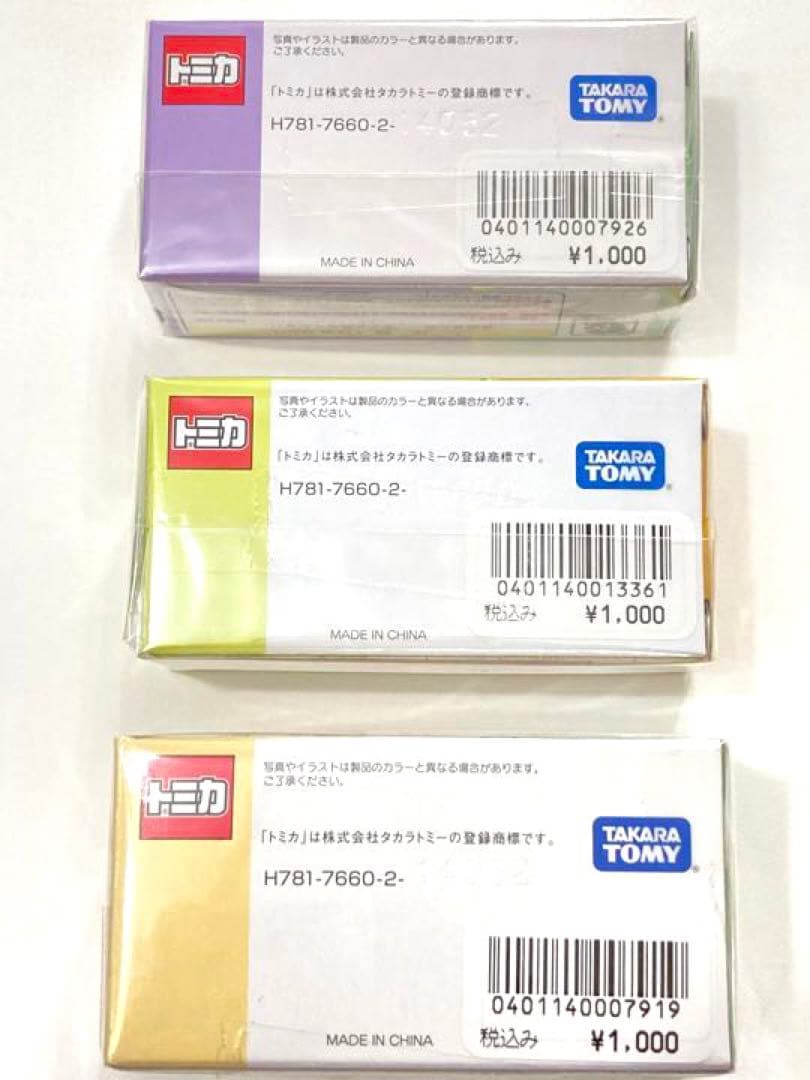 トミカ
写真やイラストは製品のカラーと異なる場合があります。
ご了承ください。
「トミカ」は株式会社タカラトミーの登録商標です。
TAKARA
TOMY
H781-7660-2-
0401140007926
税込み ¥1,000
MADE IN CHINA
トミカ
写真やイラストは製品のカラーと異なる場合があります。
ご了承ください。
「トミカ」は株式会社タカラトミーの登録商標です。
TAKARA
TOMY
H781-7660-2-
0401140013361
税込み ¥1,000
MADE IN CHINA
トミカ
写真やイラストは製品のカラーと異なる場合があります。
ご了承ください。
「トミカ」は株式会社タカラトミーの登録商標です。
TAKARA
TOMY
H781-7660-2-
0401140007919
税込み ¥1,000
MADE IN CHINA